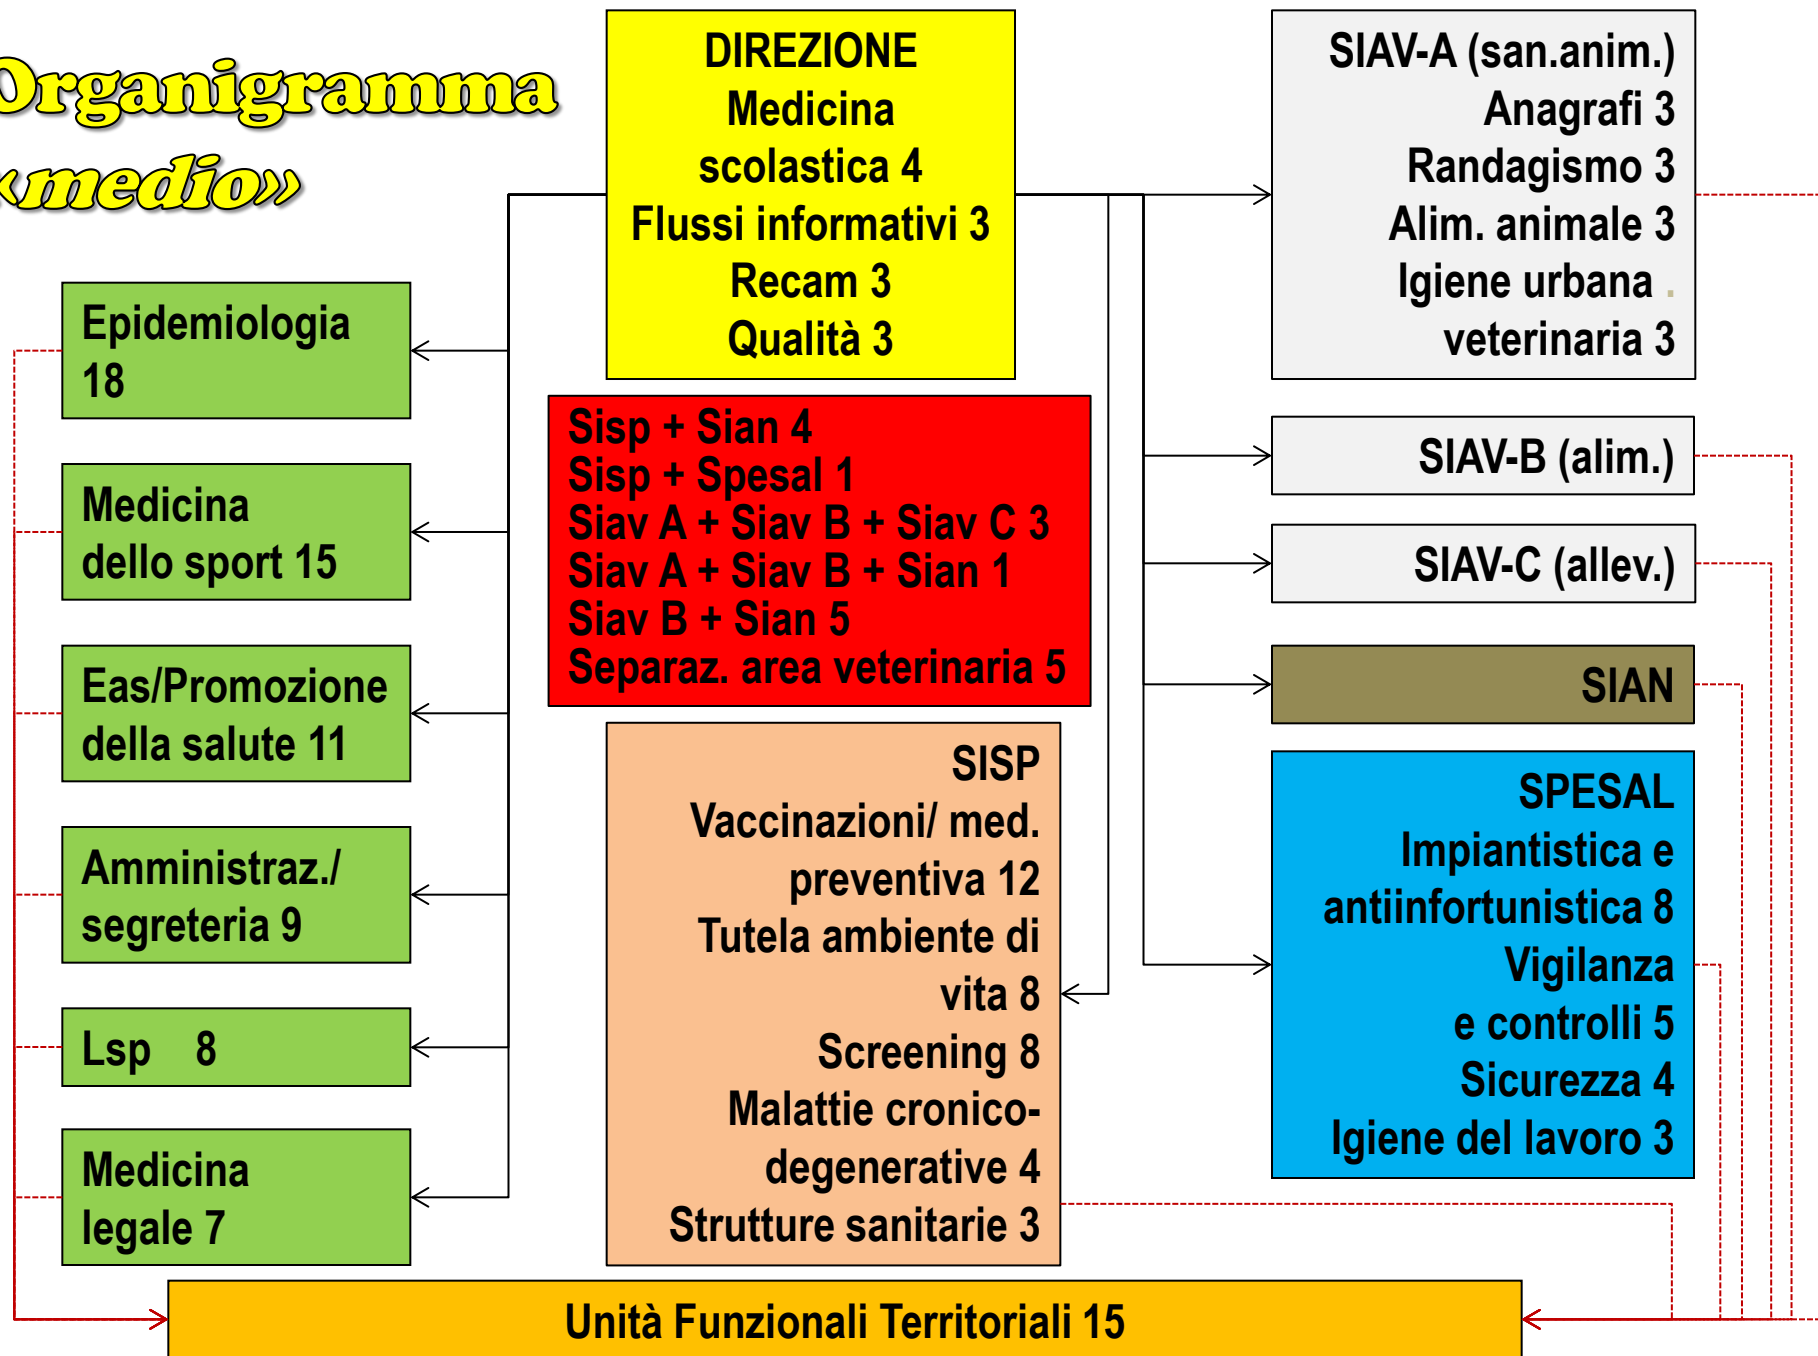 Organigramma
«medio»
DIREZIONE
Medicina
scolastica 4
Flussi informativi 3
Recam 3
Qualità 3
SIAV-A (san.anim.)
Anagrafi 3
Randagismo 3
Alim. animale 3
Igiene urbana .
veterinaria 3
Epidemiologia
18
Medicina
dello sport 15
Eas/Promozione
della salute 11
Amministraz./
segreteria 9
Lsp 8
Medicina
legale 7
Sisp + Sian 4
Sisp + Spesal 1
Siav A + Siav B + Siav C 3
Siav A + Siav B + Sian 1
Siav B + Sian 5
Separaz. area veterinaria 5
SISP
Vaccinazioni/ med.
preventiva 12
Tutela ambiente di
vita 8
Screening 8
Malattie cronico-
degenerative 4
Strutture sanitarie 3
SIAV-B (alim.)
SIAV-C (allev.)
SIAN
SPESAL
Impiantistica e
antiinfortunistica 8
Vigilanza
e controlli 5
Sicurezza 4
Igiene del lavoro 3
Unità Funzionali Territoriali 15